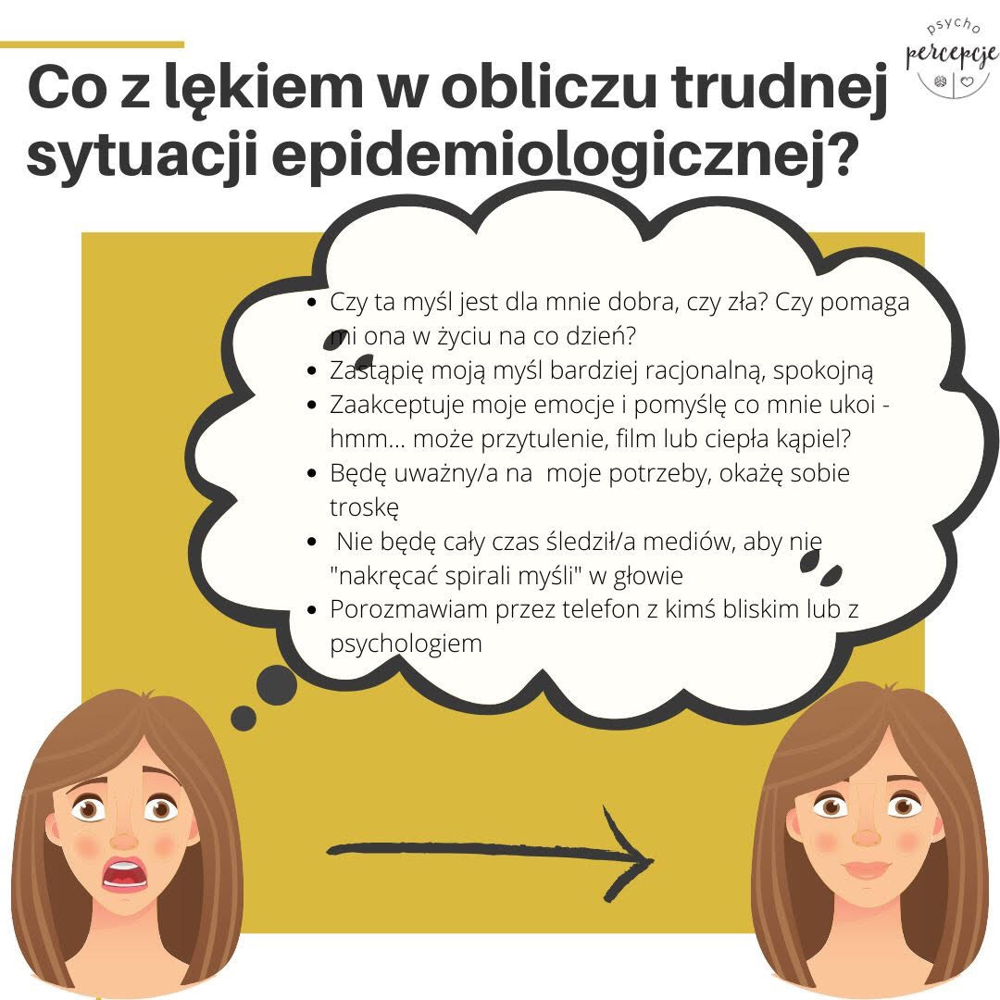 psycho
percepcje
Co z lękiem w obliczu trudnej
sytuacji epidemiologicznej?
• Czy ta myśl jest dla mnie dobra, czy zła? Czy pomaga
mi ona w życiu na co dzień?
• Zastąpię moją myśl bardziej racjonalną, spokojną
• Zaakceptuje moje emocje i pomyślę co mnie ukoi -
hmm... może przytulenie, film lub ciepła kąpiel?
• Będę uważny/a na  moje potrzeby, okażę sobie
troskę
• Nie będę cały czas śledził/a mediów, aby nie
"nakręcać spirali myśli" w głowie
• Porozmawiam przez telefon z kimś bliskim lub z
psychologiem